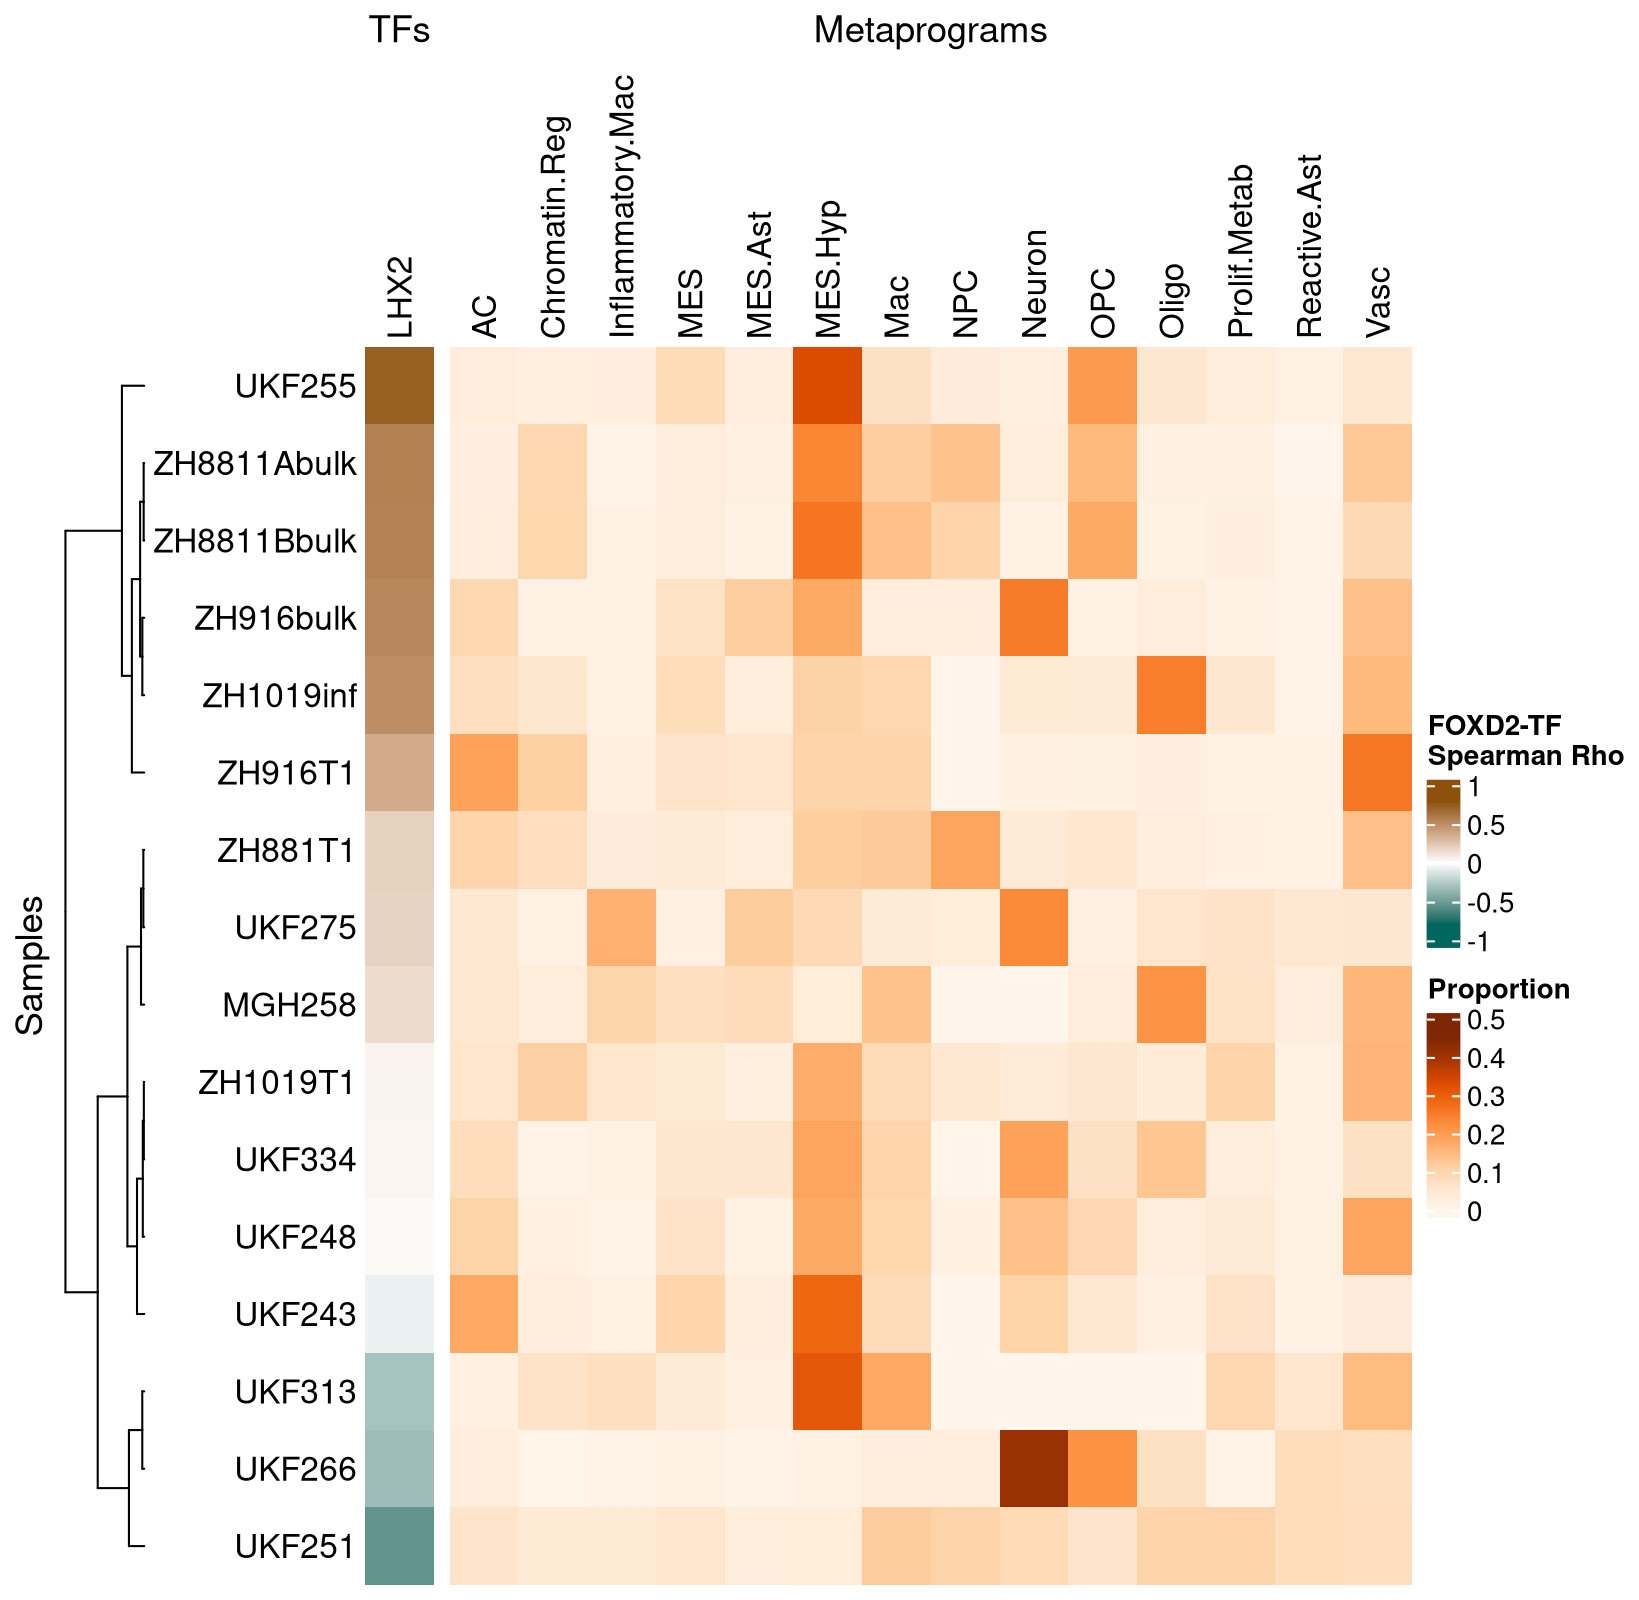 TFs
Metaprograms
LHX2
AC
Chromatin.Reg
Inflammatory.Mac
MES
MES.Ast
MES.Hyp
Mac
NPC
Neuron
OPC
Oligo
Prolif.Metab
Reactive.Ast
Vasc
Samples
UKF255
ZH8811Abulk
ZH8811Bbulk
ZH916bulk
ZH1019inf
ZH916T1
ZH881T1
UKF275
MGH258
ZH1019T1
UKF334
UKF248
UKF243
UKF313
UKF266
UKF251
FOXD2-TF
Spearman Rho
1
0.5
0
-0.5
-1
Proportion
0.5
0.4
0.3
0.2
0.1
0